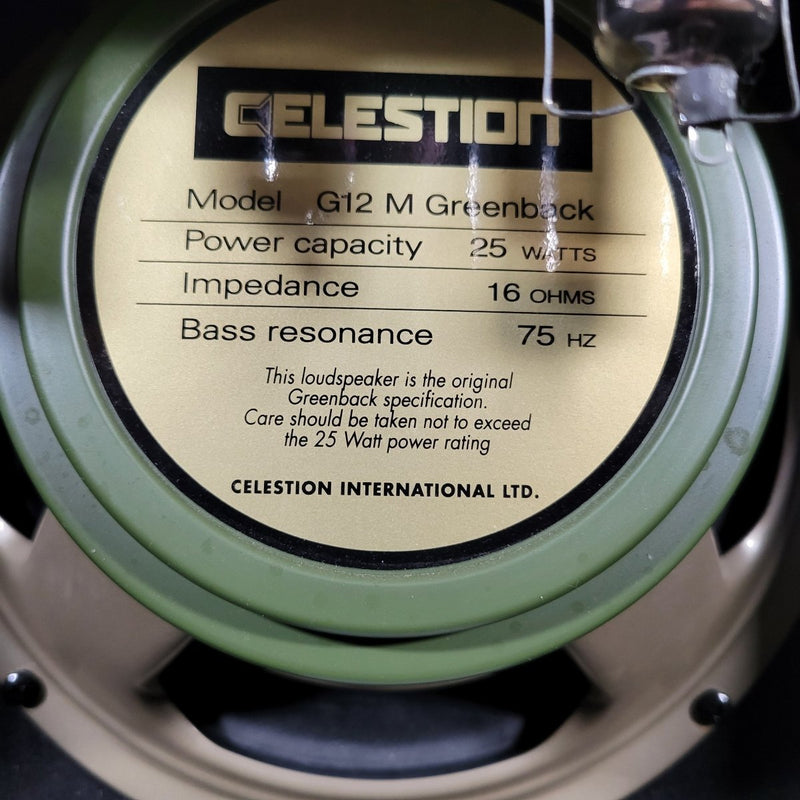 CELESTION
Model G12 M Greenback
Power capacity 25 WATTS
Impedance 16 OHMS
Bass resonance 75 HZ
This loudspeaker is the original
Greenback specification.
Care should be taken not to exceed
the 25 Watt power rating
CELESTION INTERNATIONAL LTD.